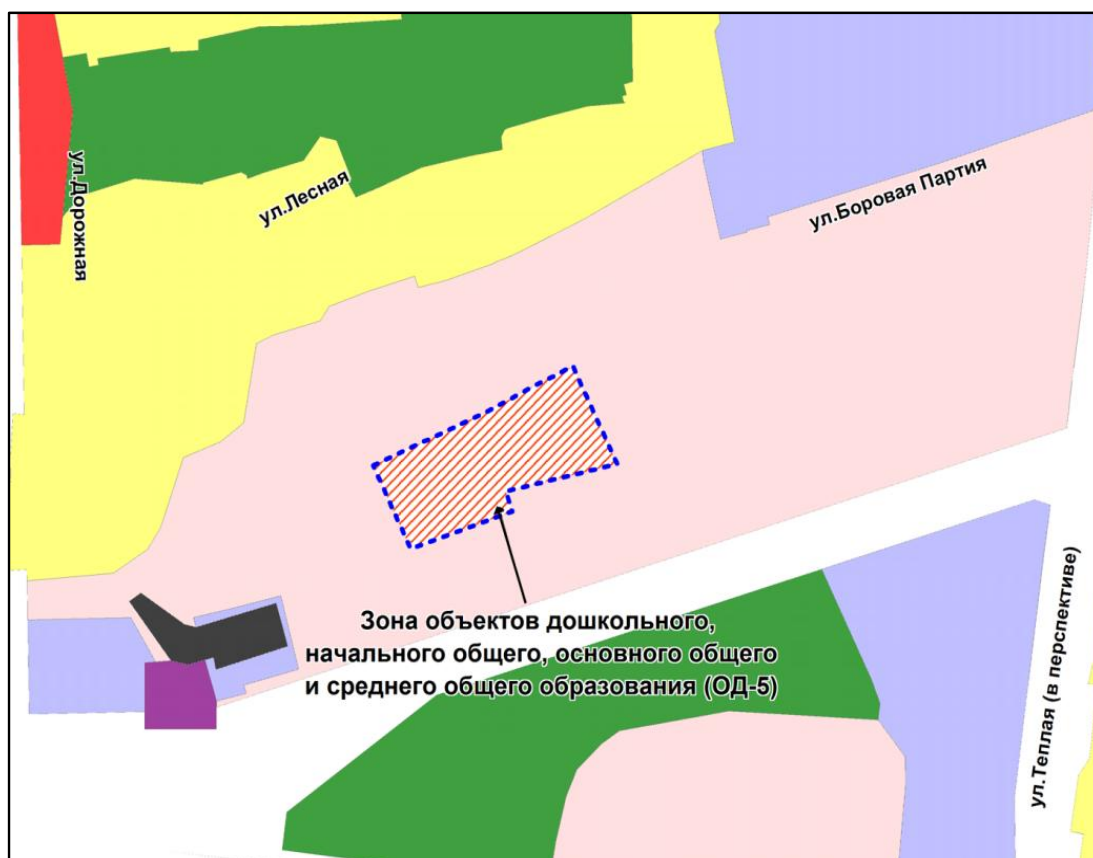 ул.Дорожная
ул.Лесная
ул.Боровая Партия
Зона объектов дошкольного,
начального общего, основного общего
и среднего общего образования (ОД-5)
ул.Теплая (в перспективе)